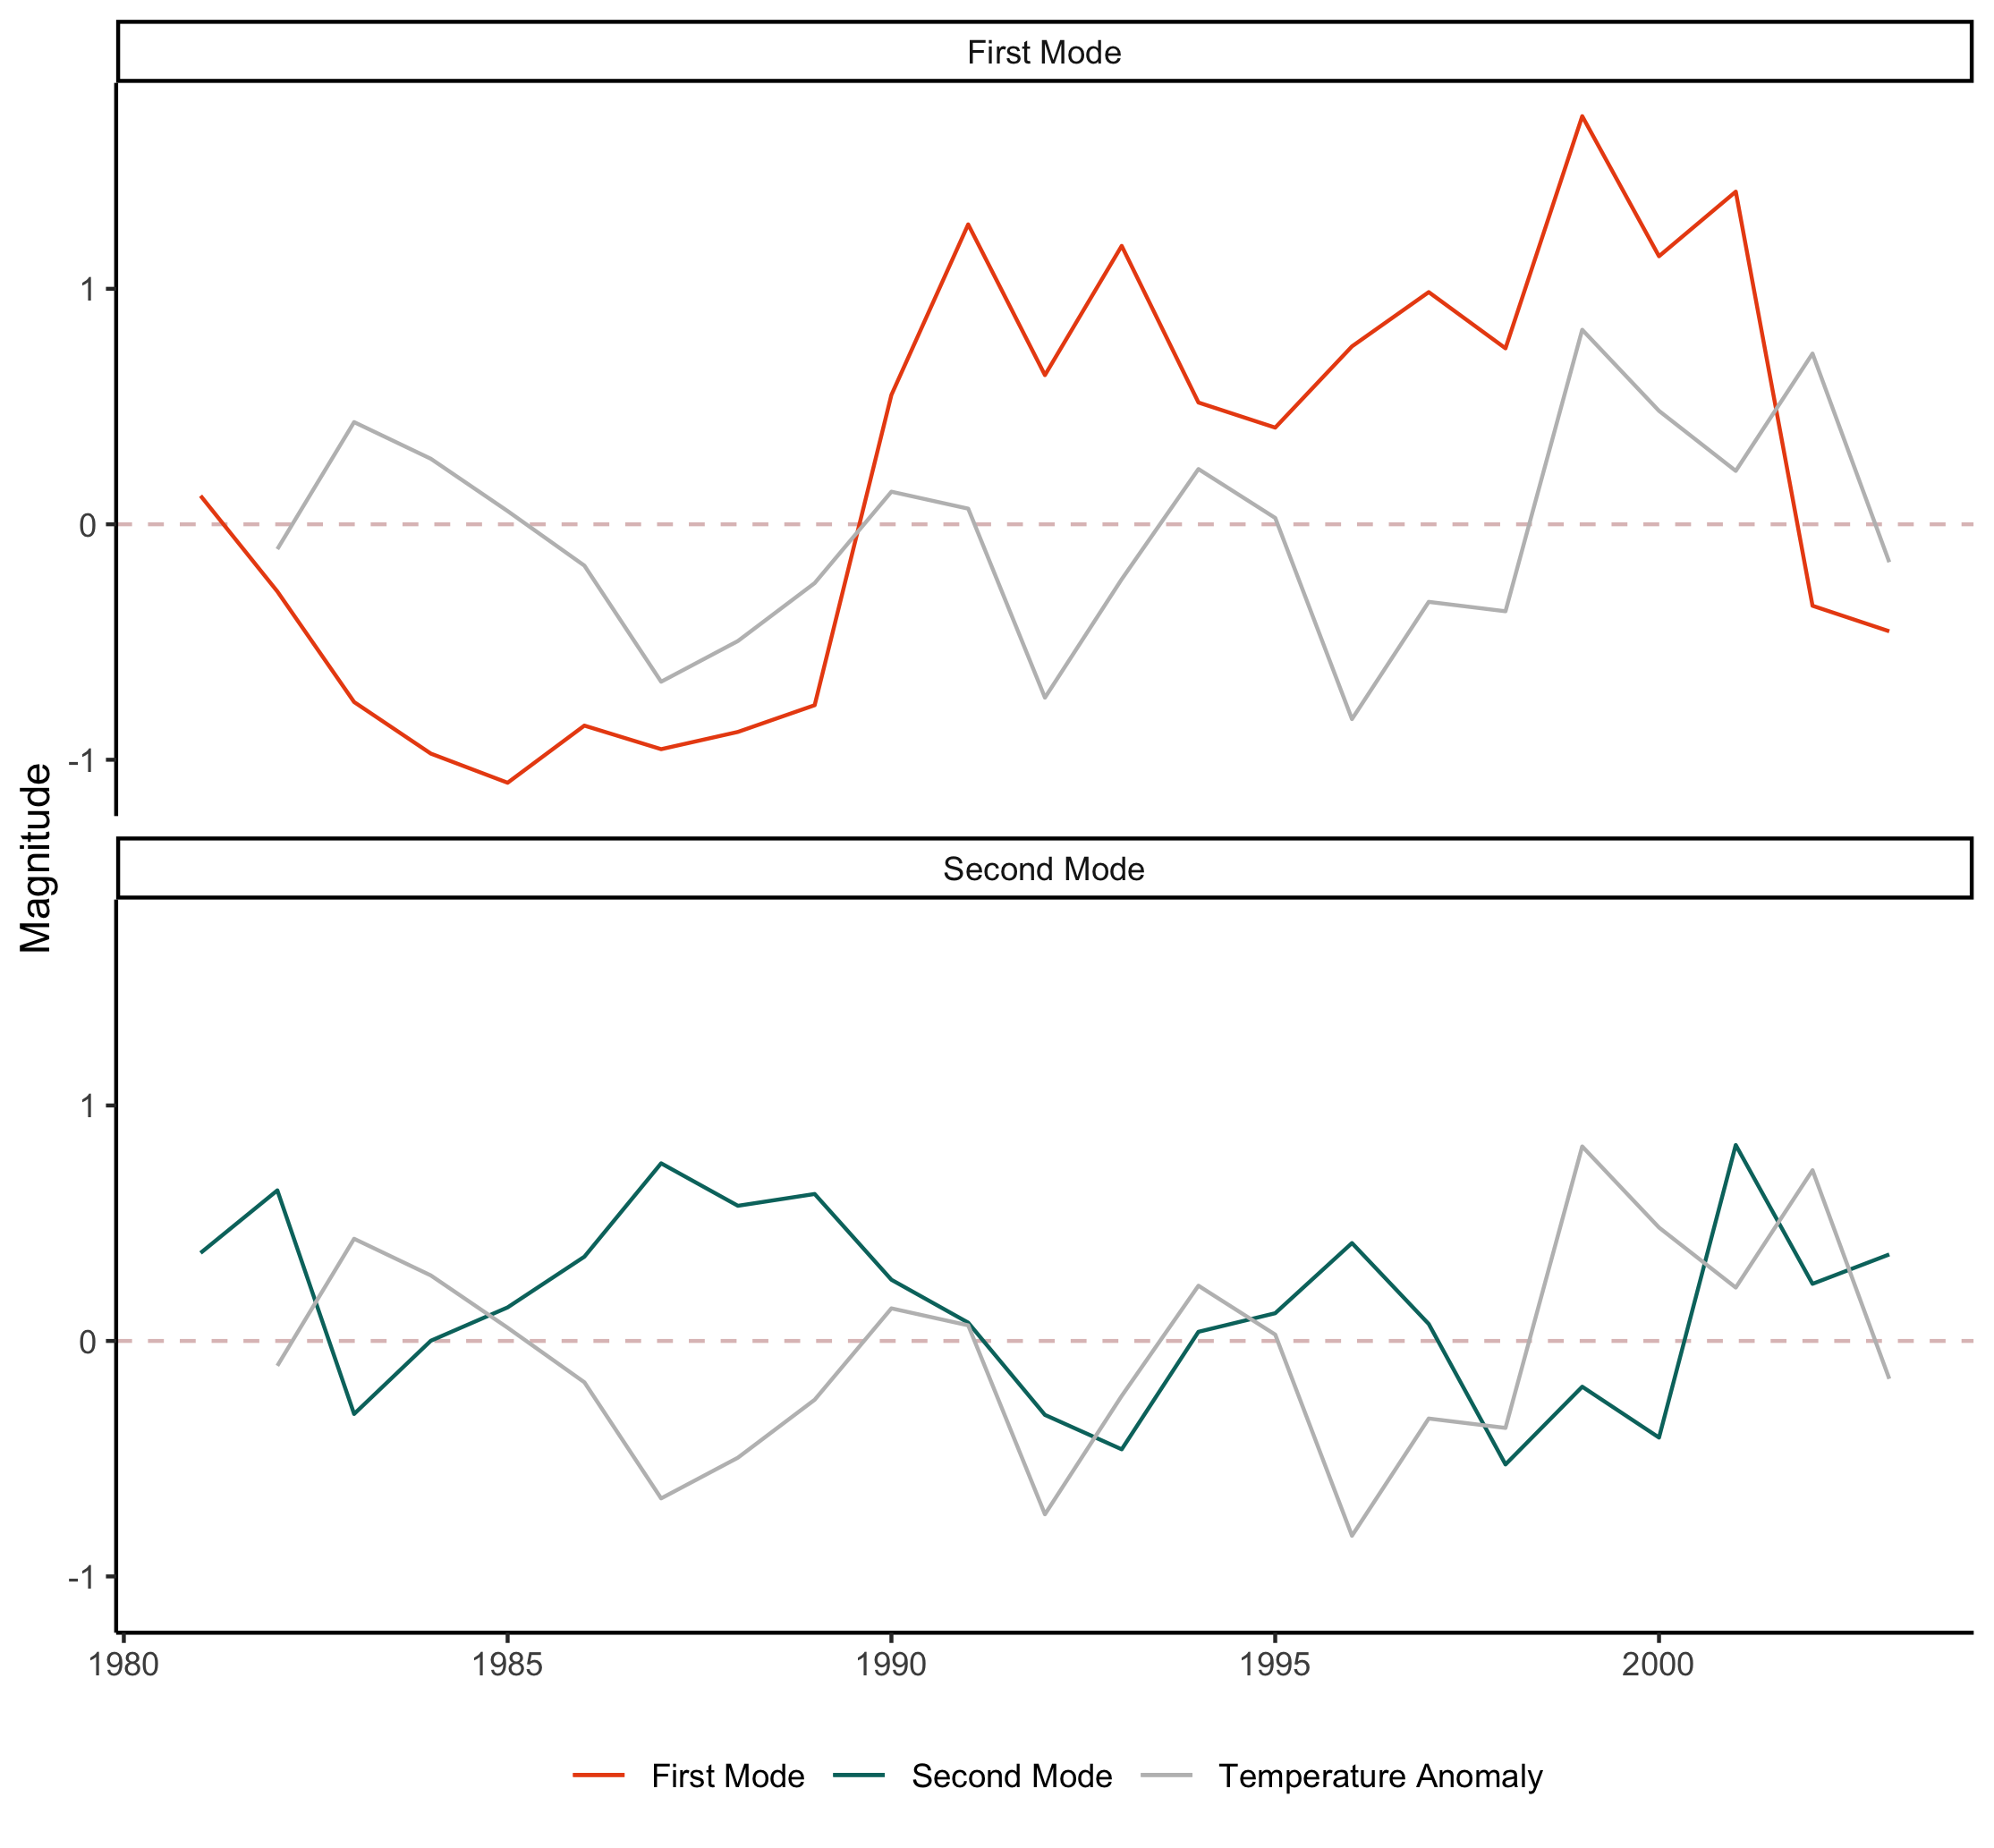 First Mode
1
0
-1
Magnitude
Second Mode
1
0
-1
1980 1985 1990 1995 2000
First Mode Second Mode Temperature Anomaly